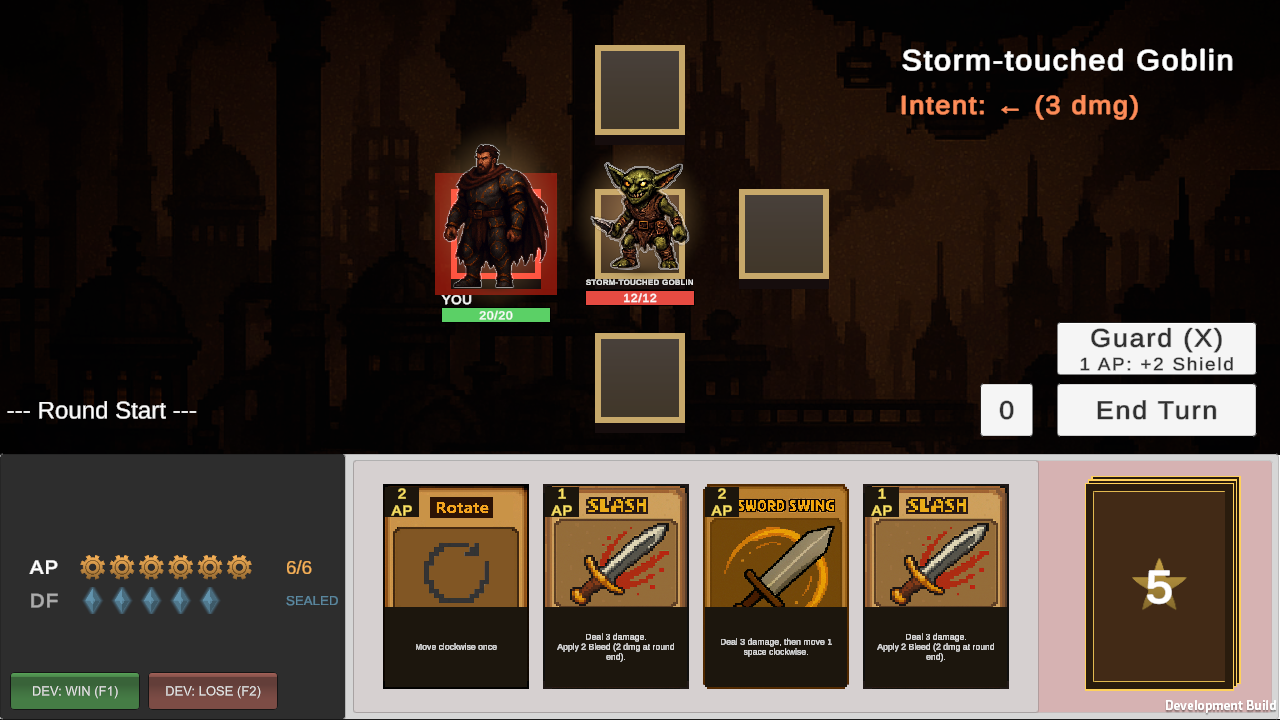 Storm-touched Goblin
Intent: ← (3 dmg)
STORM-TOUCHED GOBLIN
12/12
YOU
20/20
Guard (X)
1 AP: +2 Shield
--- Round Start ---
0
End Turn
AP
6/6
DF
SEALED
DEV: WIN (F1)
DEV: LOSE (F2)
2
AP
Rotate
Move clockwise once
1
AP
SLASH
Deal 3 damage.
Apply 2 Bleed (2 dmg at round
end).
2
AP
SWORD SWING
Deal 3 damage, then move 1
space clockwise.
1
AP
SLASH
Deal 3 damage.
Apply 2 Bleed (2 dmg at round
end).
5
Development Build